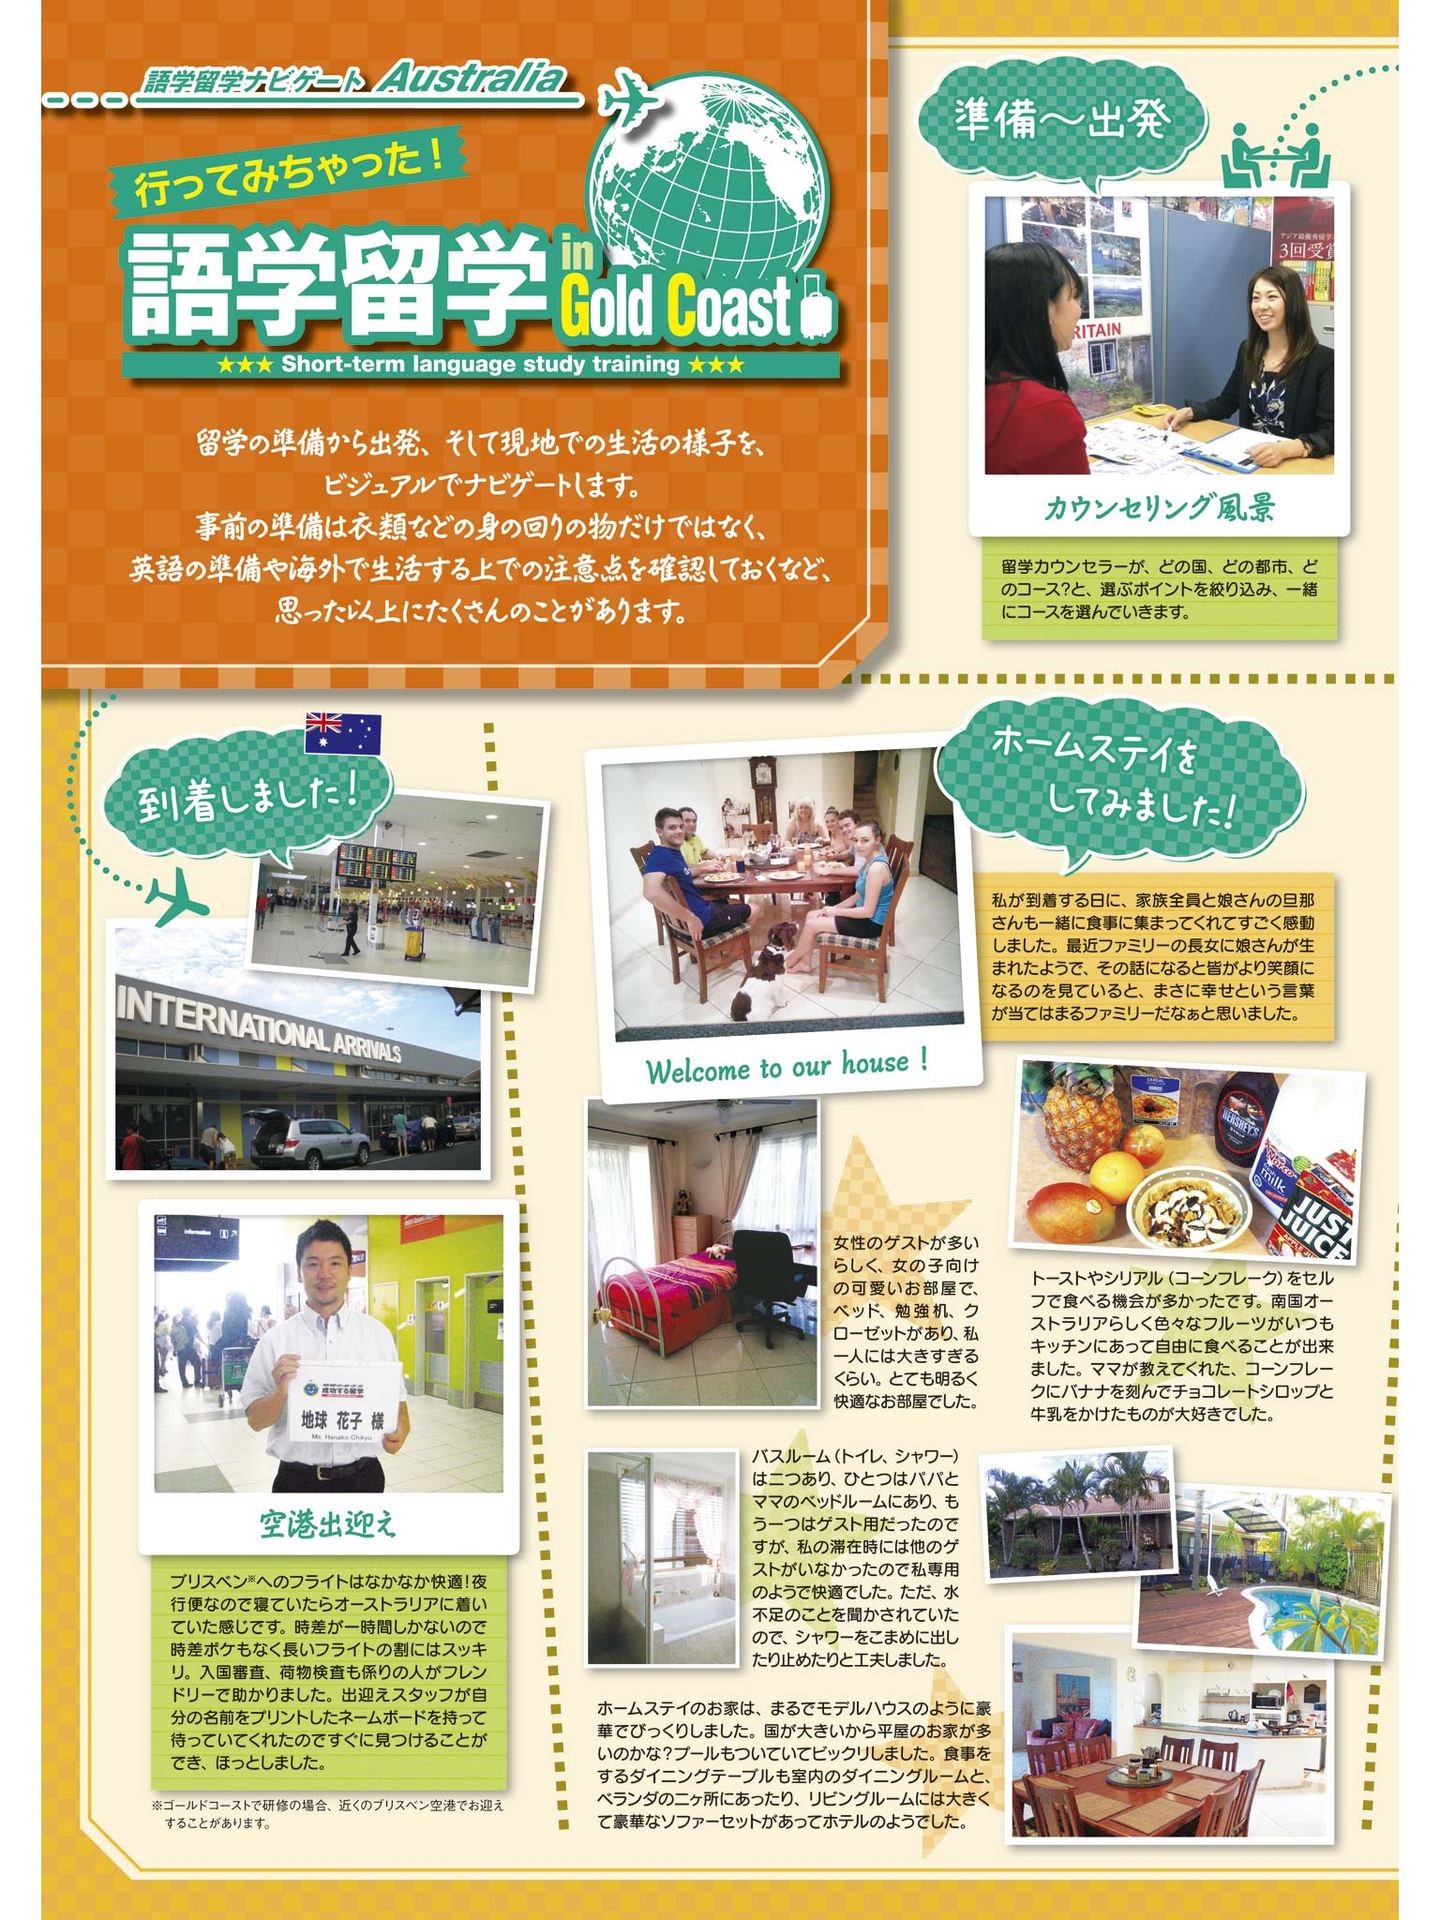 語学留学ナビゲート Australia
行ってみちゃった!
語学留学 in Gold Coast
★★★ Short-term language study training ★★★
留学の準備から出発、そして現地での生活の様子を、
ビジュアルでナビゲートします。
事前の準備は衣類などの身の回りの物だけではなく、
英語の準備や海外で生活する上での注意点を確認しておくなど、
思った以上にたくさんのことがあります。
準備〜出発
アジア最優秀留学
3回受賞
RITAIN
カウンセリング風景
留学カウンセラーが、どの国、どの都市、ど
のコース?と、選ぶポイントを絞り込み、一緒
にコースを選んでいきます。
到着しました!
INTERNATIONAL ARRIVALS
information
成功する留学
地球 花子 様
Ms. Hanako Chikyu
空港出迎え
ブリスベン※へのフライトはなかなか快適!夜
行便なので寝ていたらオーストラリアに着い
ていた感じです。時差が一時間しかないので
時差ボケもなく長いフライトの割にはスッキ
リ。入国審査、荷物検査も係りの人がフレン
ドリーで助かりました。出迎えスタッフが自
分の名前をプリントしたネームボードを持って
待っていてくれたのですぐに見つけることが
でき、ほっとしました。
※ゴールドコーストで研修の場合、近くのブリスベン空港でお迎え
することがあります。
ホームステイを
してみました!
Welcome to our house !
私が到着する日に、家族全員と娘さんの旦那
さんも一緒に食事に集まってくれてすごく感動
しました。最近ファミリーの長女に娘さんが生
まれたようで、その話になると皆がより笑顔に
なるのを見ていると、まさに幸せという言葉
が当てはまるファミリーだなぁと思いました。
女性のゲストが多い
らしく、女の子向け
の可愛いお部屋で、
ベッド、勉強机、ク
ローゼットがあり、私
一人には大きすぎる
くらい。とても明るく
快適なお部屋でした。
CEREAL
HERSHEY'S
SYRUP
Norco
milk
JUST
JUICE
APPLE JUICE
トーストやシリアル(コーンフレーク)をセル
フで食べる機会が多かったです。南国オー
ストラリアらしく色々なフルーツがいつも
キッチンにあって自由に食べることが出来
ました。ママが教えてくれた、コーンフレー
クにバナナを刻んでチョコレートシロップと
牛乳をかけたものが大好きでした。
バスルーム(トイレ、シャワー)
は二つあり、ひとつはパパと
ママのベッドルームにあり、も
う一つはゲスト用だったので
すが、私の滞在時には他のゲ
ストがいなかったので私専用
のようで快適でした。ただ、水
不足のことを聞かされていた
ので、シャワーをこまめに出し
たり止めたりと工夫しました。
ホームステイのお家は、まるでモデルハウスのように豪
華でびっくりしました。国が大きいから平屋のお家が多
いのかな?プールもついていてビックリしました。食事を
するダイニングテーブルも室内のダイニングルームと、
ベランダの二ヶ所にあったり、リビングルームには大きく
て豪華なソファーセットがあってホテルのようでした。